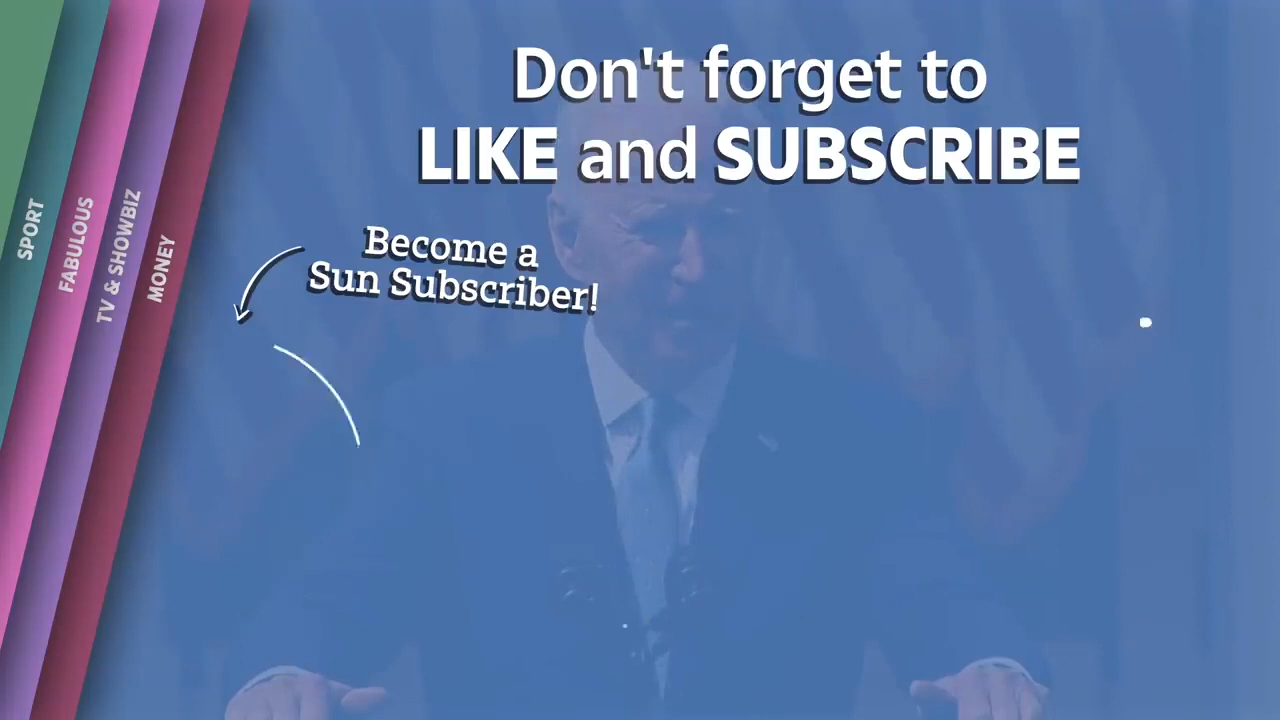 Don't forget to
LIKE and SUBSCRIBE
Become a
Sun Subscriber!
SPORT
FABULOUS
TV & SHOWBIZ
MONEY